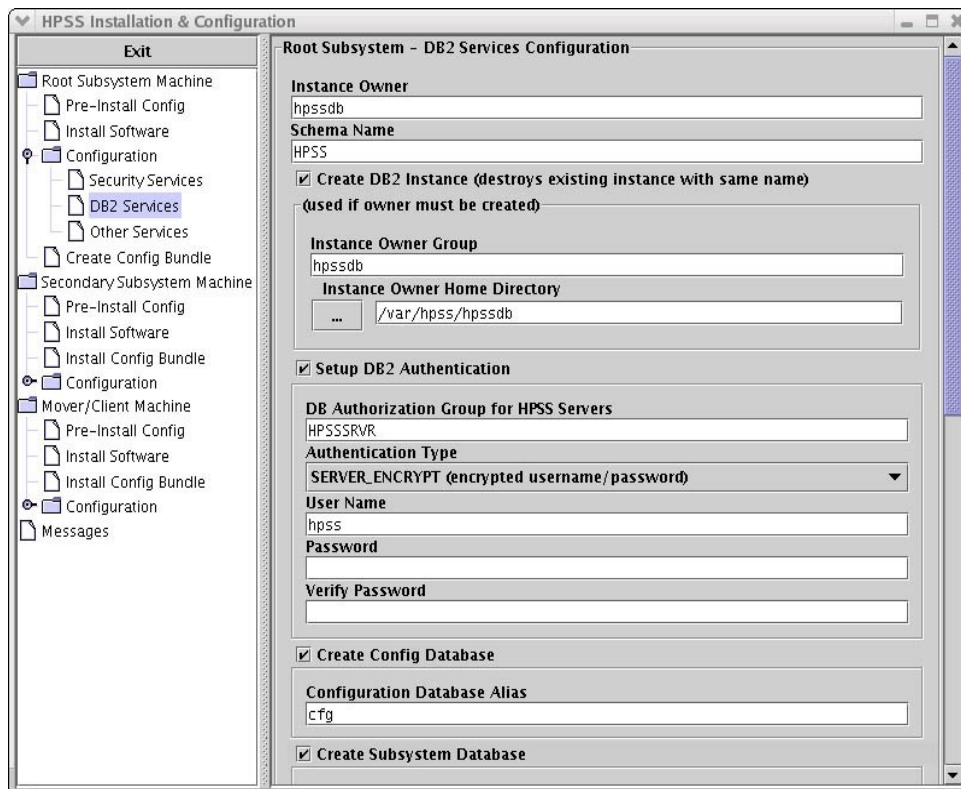 HPSS Installation & Configuration
Exit
Root Subsystem Machine
Pre-Install Config
Install Software
Configuration
Security Services
DB2 Services
Other Services
Create Config Bundle
Secondary Subsystem Machine
Pre-Install Config
Install Software
Install Config Bundle
Configuration
Mover/Client Machine
Pre-Install Config
Install Software
Install Config Bundle
Configuration
Messages
Root Subsystem - DB2 Services Configuration
Instance Owner
hpssdb
Schema Name
HPSS
Create DB2 Instance (destroys existing instance with same name)
(used if owner must be created)
Instance Owner Group
hpssdb
Instance Owner Home Directory
... /var/hpss/hpssdb
Setup DB2 Authentication
DB Authorization Group for HPSS Servers
HPSSSRVR
Authentication Type
SERVER_ENCRYPT (encrypted username/password)
User Name
hpss
Password
Verify Password
Create Config Database
Configuration Database Alias
cfg
Create Subsystem Database